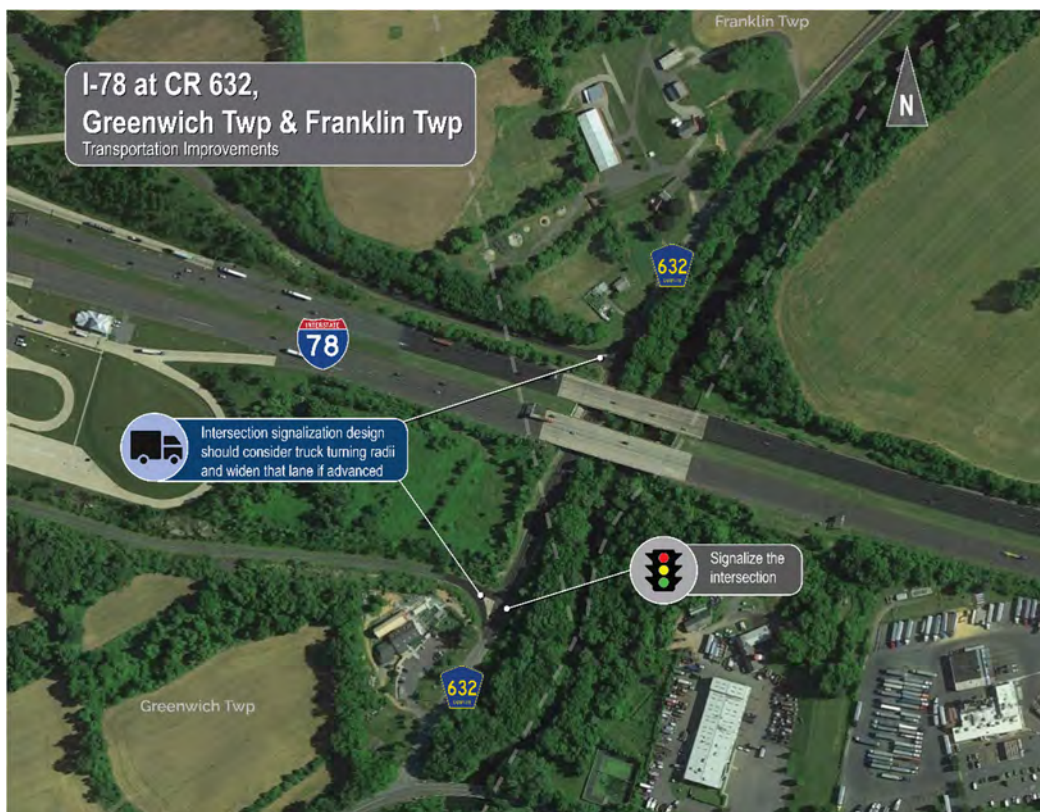 Franklin Twp
I-78 at CR 632,
Greenwich Twp & Franklin Twp
Transportation Improvements
N
632
INTERSTATE
78
Intersection signalization design
should consider truck turning radii
and widen that lane if advanced
Signalize the
intersection
632
Greenwich Twp